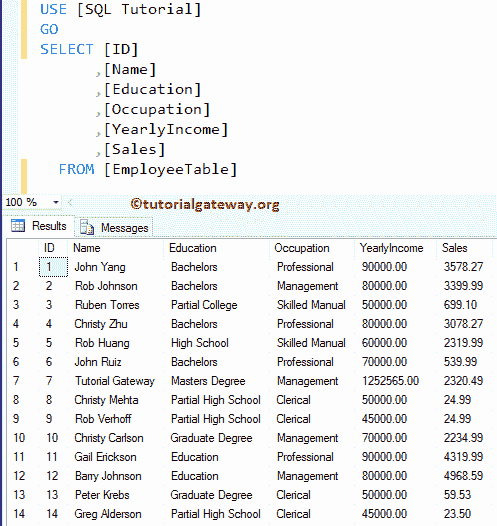 USE [SQL Tutorial]
GO
SELECT [ID]
,[Name]
,[Education]
,[Occupation]
,[YearlyIncome]
,[Sales]
FROM [EmployeeTable]
100 %
©tutorialgateway.org
Results Messages
ID Name Education Occupation YearlyIncome Sales
1 1 John Yang Bachelors Professional 90000.00 3578.27
2 2 Rob Johnson Bachelors Management 80000.00 3399.99
3 3 Ruben Torres Partial College Skilled Manual 50000.00 699.10
4 4 Christy Zhu Bachelors Professional 80000.00 3078.27
5 5 Rob Huang High School Skilled Manual 60000.00 2319.99
6 6 John Ruiz Bachelors Professional 70000.00 539.99
7 7 Tutorial Gateway Masters Degree Management 1252565.00 2320.49
8 8 Christy Mehta Partial High School Clerical 50000.00 24.99
9 9 Rob Verhoff Partial High School Clerical 45000.00 24.99
10 10 Christy Carlson Graduate Degree Management 70000.00 2234.99
11 11 Gail Erickson Education Professional 90000.00 4319.99
12 12 Barry Johnson Education Management 80000.00 4968.59
13 13 Peter Krebs Graduate Degree Clerical 50000.00 59.53
14 14 Greg Alderson Partial High School Clerical 45000.00 23.50